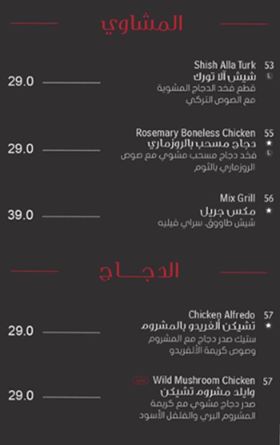 المشاوي
Shish Alla Turk 53
شيش ألا تورك
29.0
قطع فخد الدجاج المشوية
مع الصوص التركي
Rosemary Boneless Chicken 55
دجاج مسحب بالروزماري
29.0
فخد دجاج مسحب مشوي مع صوص
الروزماري بالثوم
Mix Grill 56
مكس جريل
39.0
شيش طاووق، سراي فيليه
الدجاج
Chicken Alfredo 57
تشيكن ألفريدو بالمشروم
29.0
ستيك صدر دجاج مع المشروم
وصوص كريمة الألفريدو
Wild Mushroom Chicken 57
وايلد مشروم تشيكن
29.0
صدر دجاج مشوي مع كريمة
المشروم البري والفلفل الأسود